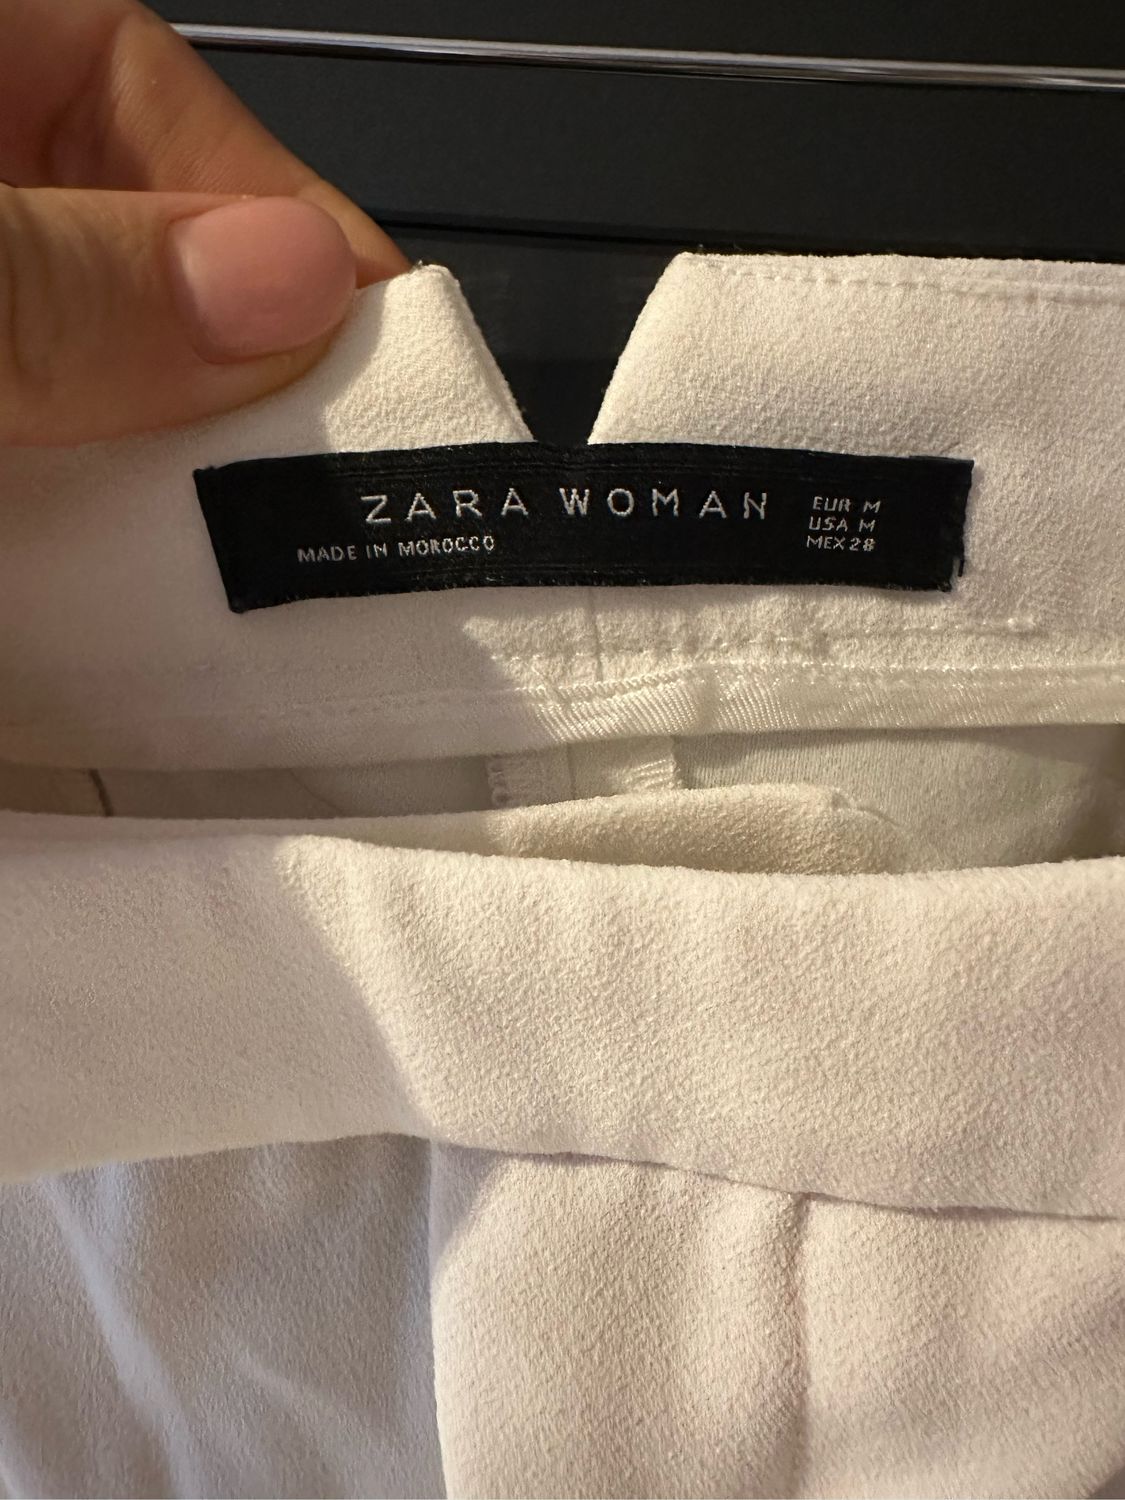 ZARA WOMAN
MADE IN MOROCCO
EUR M
USA M
MEX 28